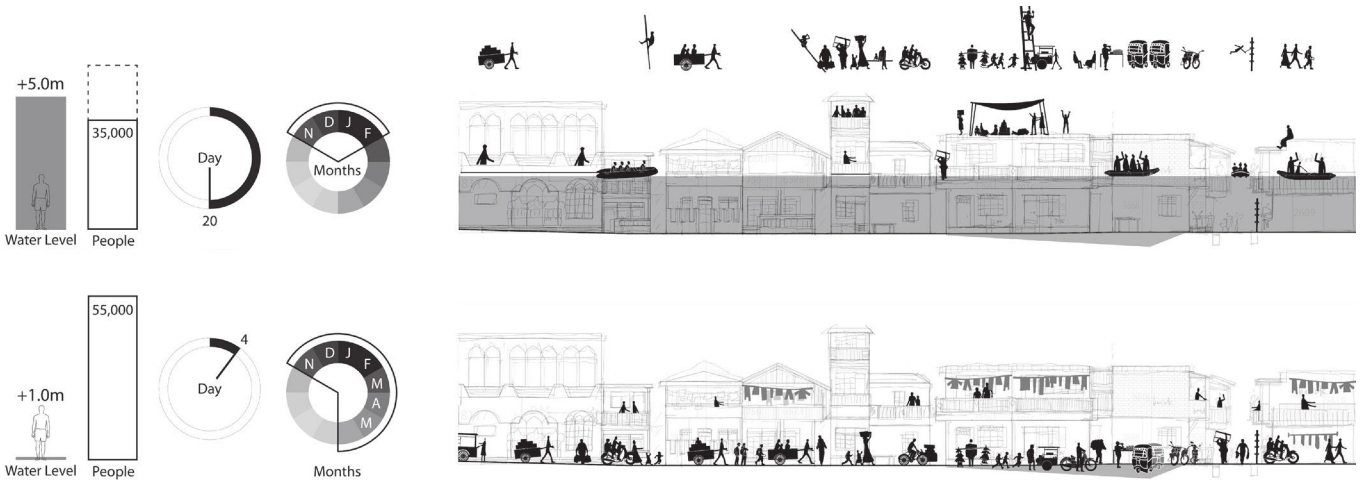 +5.0m
35,000
Water Level
People
Day
20
N D J F
Months
+1.0m
55,000
Water Level
People
Day
4
N D J F M A M
Months